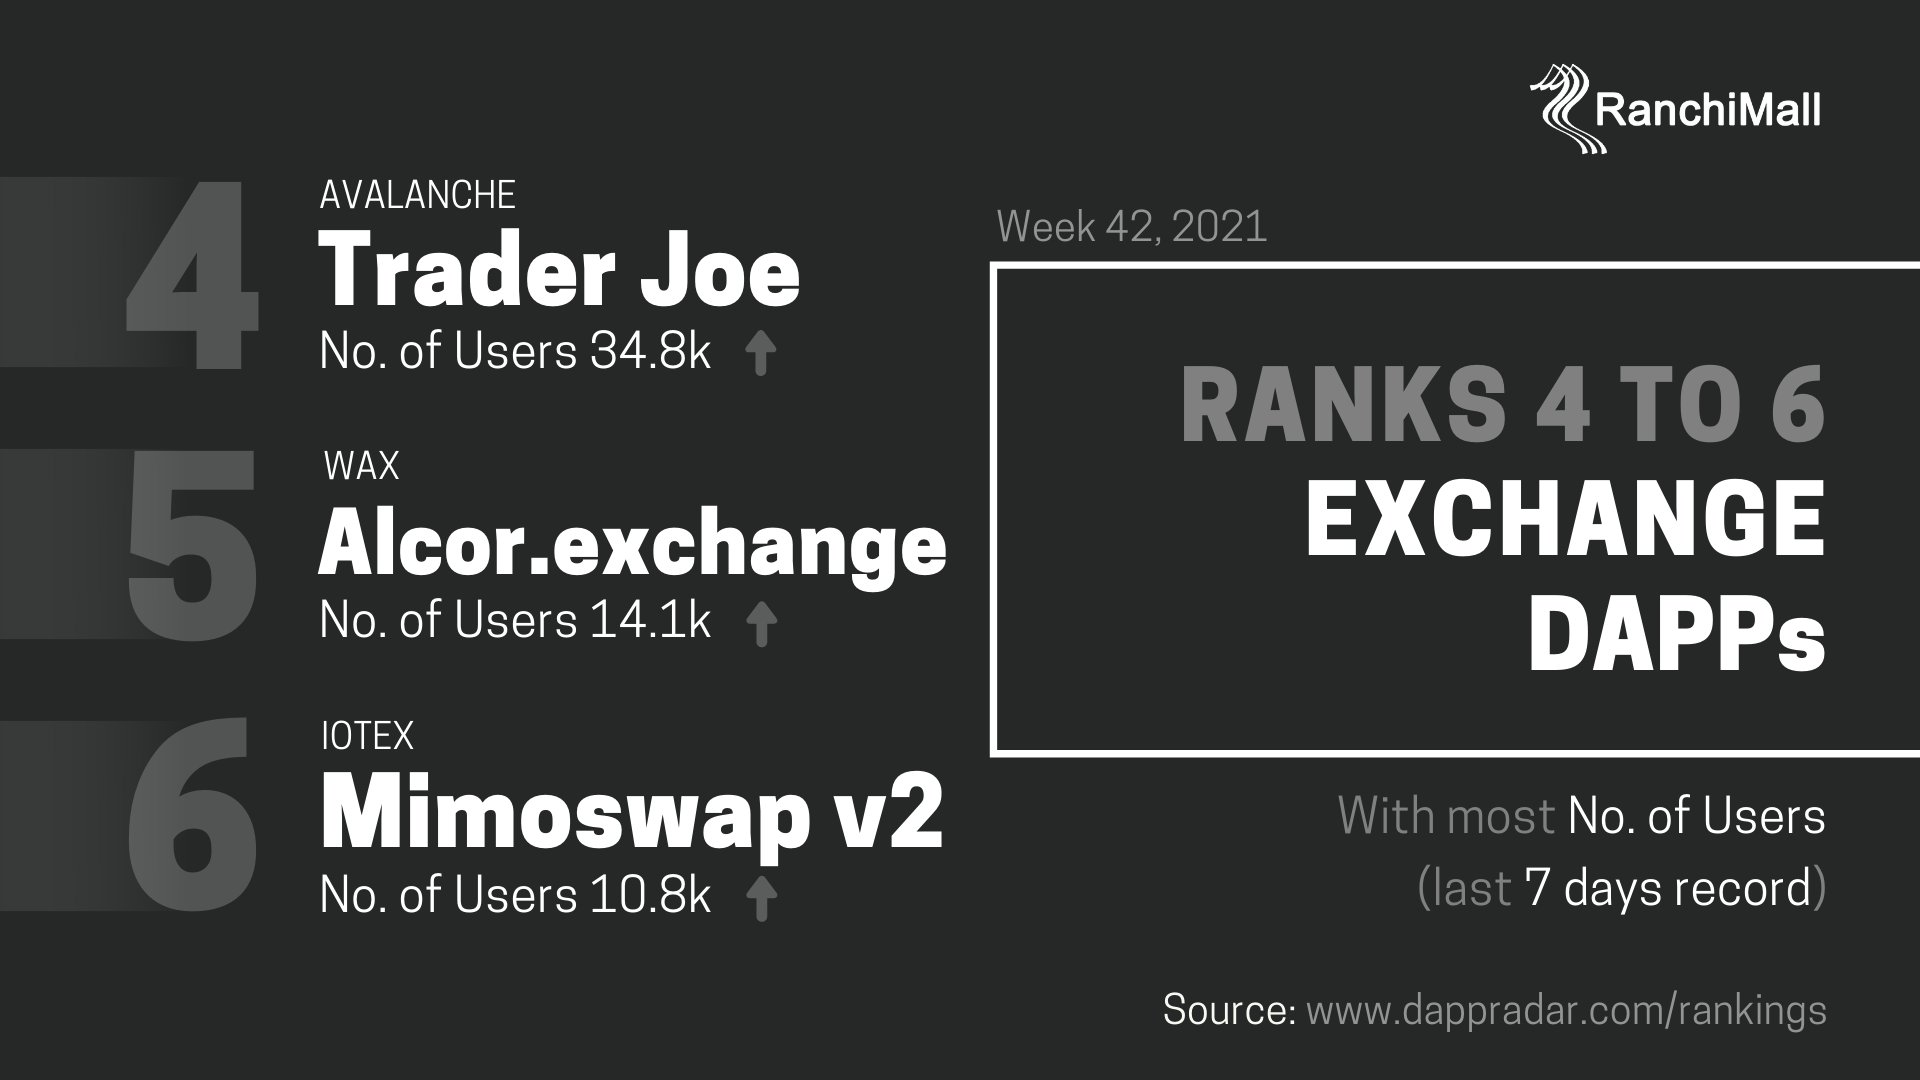 RanchiMall
4
AVALANCHE
Trader Joe
No. of Users 34.8k
5
WAX
Alcor.exchange
No. of Users 14.1k
6
IOTEX
Mimoswap v2
No. of Users 10.8k
Week 42, 2021
RANKS 4 TO 6
EXCHANGE
DAPPs
With most No. of Users
(last 7 days record)
Source: www.dappradar.com/rankings